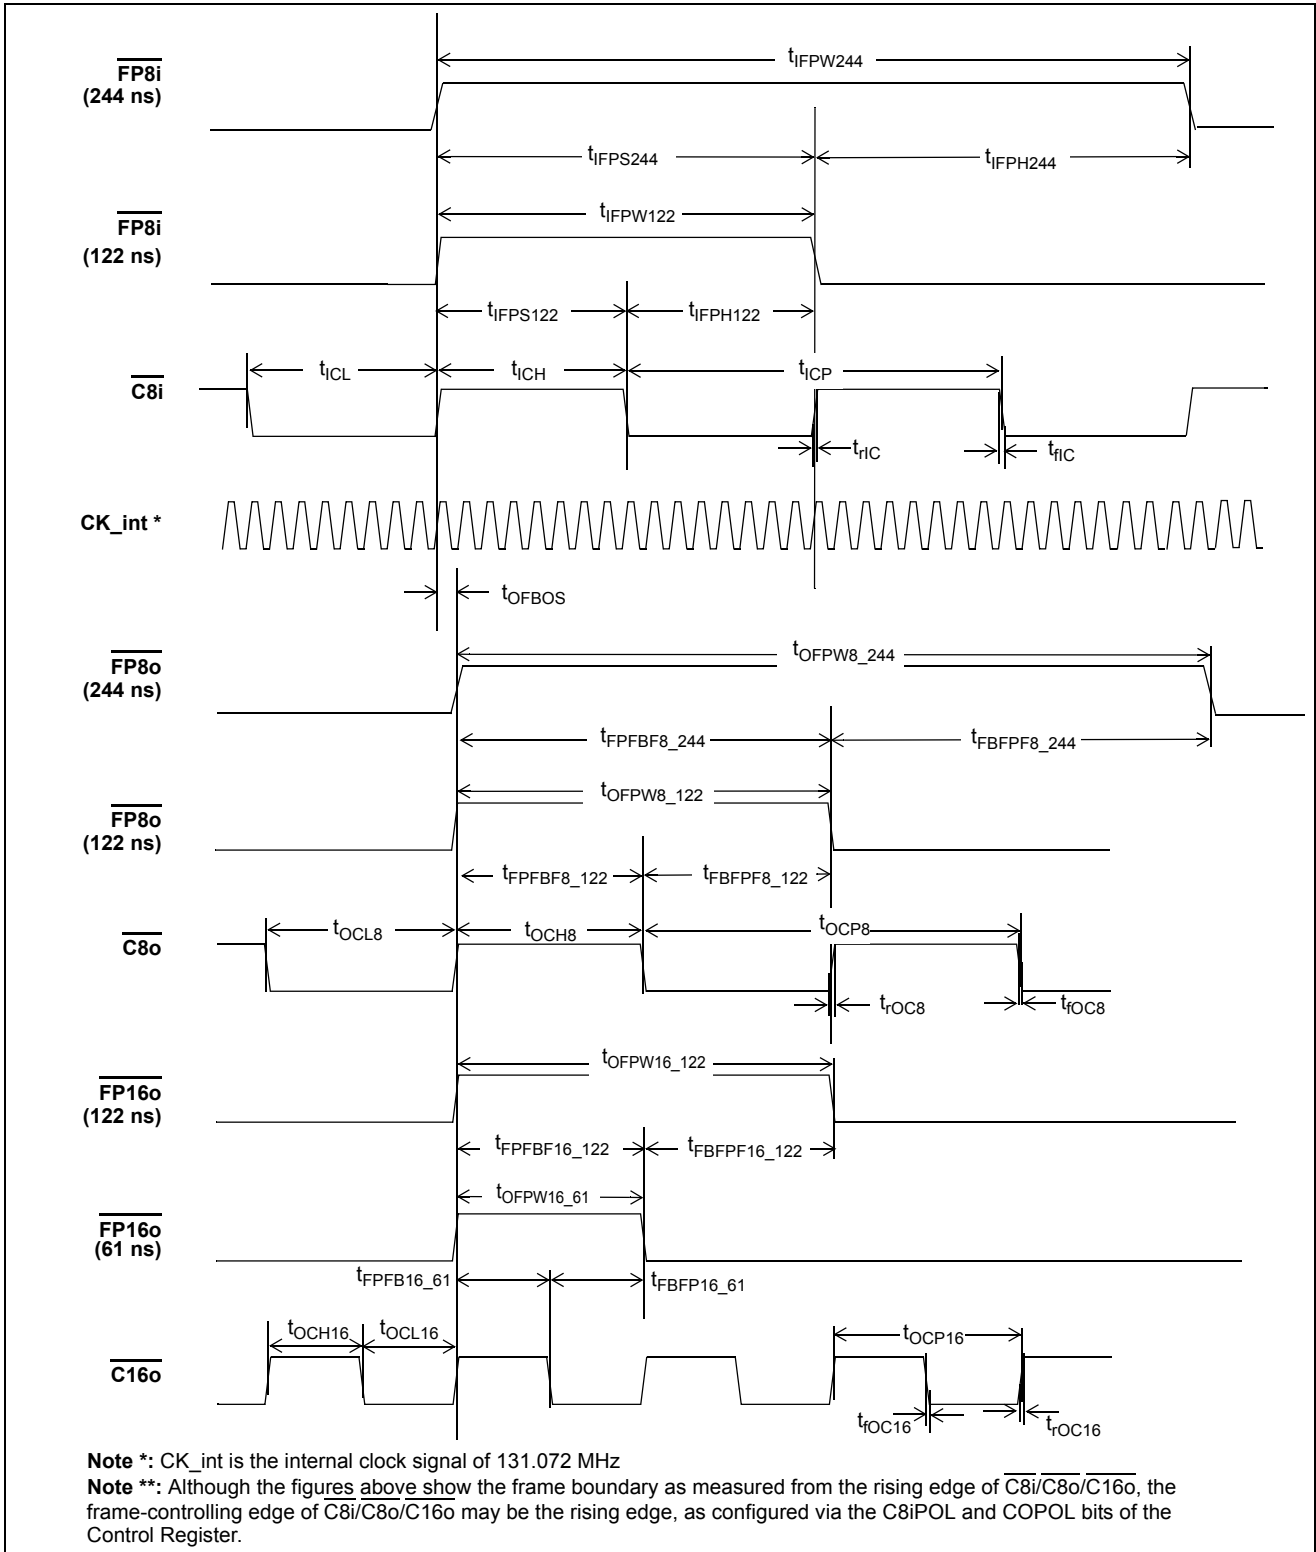 tIFPW244
FP8i
(244 ns)
tIFPS244
tIFPH244
tIFPW122
FP8i
(122 ns)
tIFPS122
tIFPH122
tICL
tICH
tICP
C8i
trIC
tfIC
CK_int *
tOFBOS
tOFPW8_244
FP8o
(244 ns)
tFPFBF8_244
tFBFPF8_244
tOFPW8_122
FP8o
(122 ns)
tFPFBF8_122
tFBFPF8_122
tOCL8
tOCH8
tOCP8
C8o
trOC8
tfOC8
tOFPW16_122
FP16o
(122 ns)
tFPFBF16_122
tFBFPF16_122
tOFPW16_61
FP16o
(61 ns)
tFPFB16_61
tFBFP16_61
tOCH16
tOCL16
tOCP16
C16o
tfOC16
trOC16
Note *: CK_int is the internal clock signal of 131.072 MHz
Note **: Although the figures above show the frame boundary as measured from the rising edge of C8i/C8o/C16o, the
frame-controlling edge of C8i/C8o/C16o may be the rising edge, as configured via the C8iPOL and COPOL bits of the
Control Register.